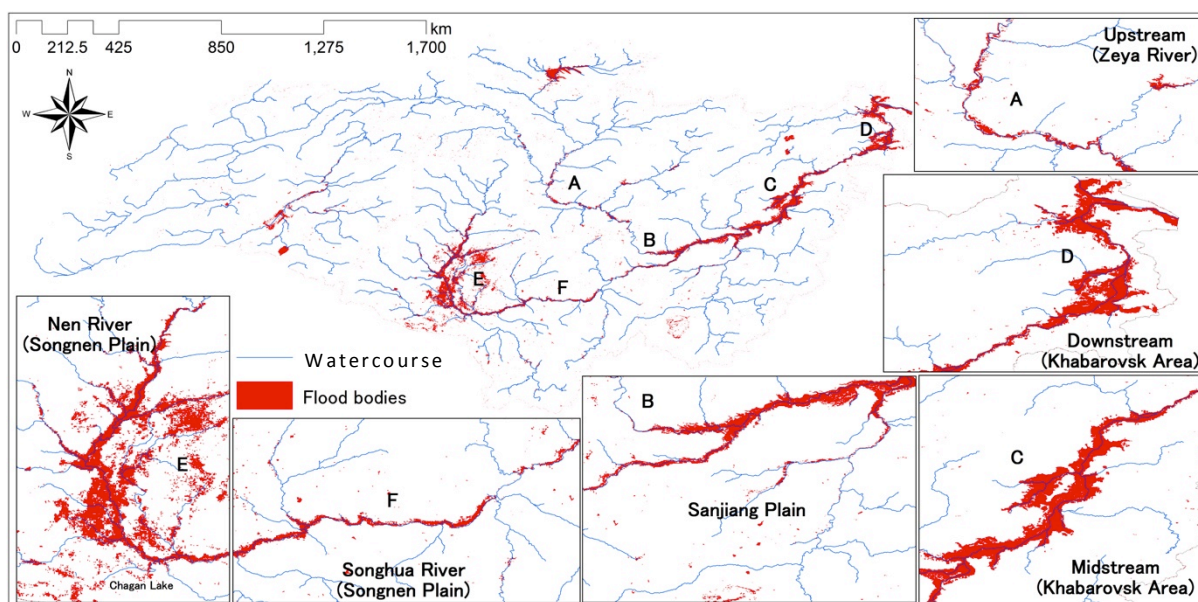 km
0 212.5 425 850 1,275 1,700
N
W E
S
A
B
C
D
E
F
Upstream
(Zeya River)
A
D
Downstream
(Khabarovsk Area)
Nen River
(Songnen Plain)
E
Chagan Lake
Watercourse
Flood bodies
F
Songhua River
(Songnen Plain)
B
Sanjiang Plain
C
Midstream
(Khabarovsk Area)